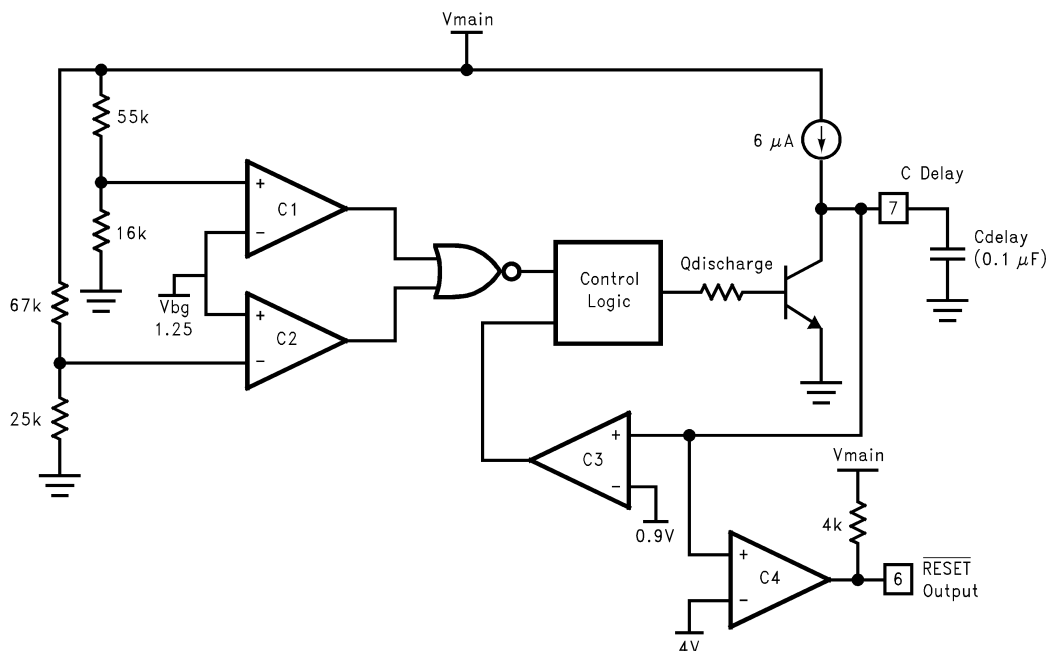 Vmain
55k
6 μA
C Delay
+
C1
−
16k
7
Cdelay
(0.1 μF)
Control
Logic
Qdischarge
67k
Vbg
1.25
+
C2
−
25k
+
C3
−
0.9V
Vmain
4k
+
C4
−
4V
6
RESET
Output